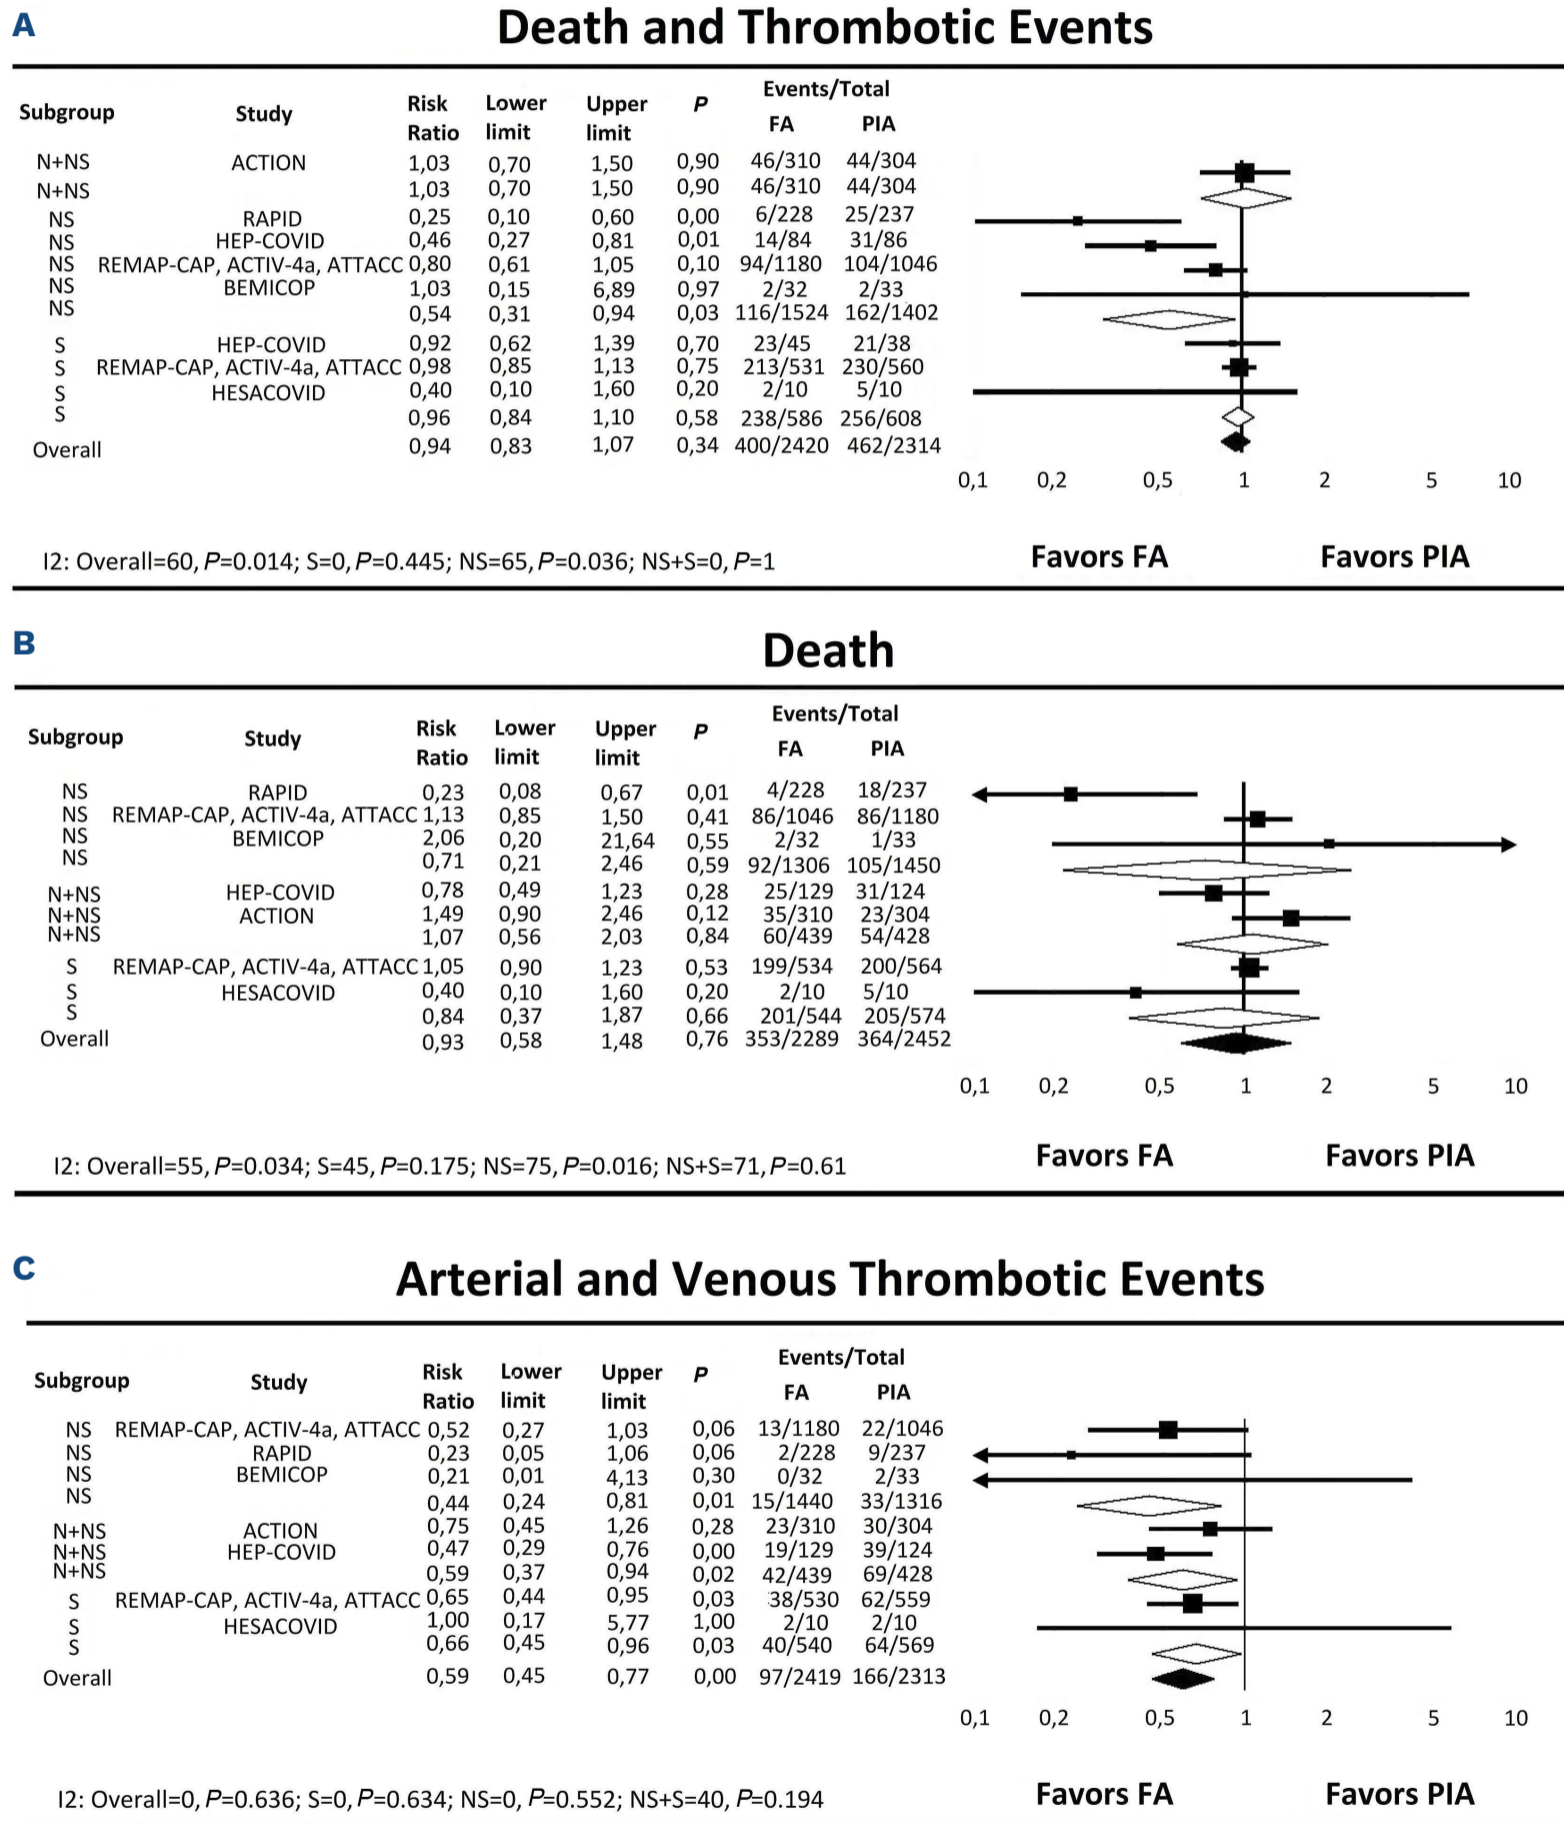 A
Death and Thrombotic Events
Events/Total
Subgroup Study Risk Ratio Lower limit Upper limit P FA PIA
N+NS ACTION 1,03 0,70 1,50 0,90 46/310 44/304
N+NS 1,03 0,70 1,50 0,90 46/310 44/304
NS RAPID 0,25 0,10 0,60 0,00 6/228 25/237
NS HEP-COVID 0,46 0,27 0,81 0,01 14/84 31/86
NS REMAP-CAP, ACTIV-4a, ATTACC 0,80 0,61 1,05 0,10 94/1180 104/1046
NS BEMICOP 1,03 0,15 6,89 0,97 2/32 2/33
NS 0,54 0,31 0,94 0,03 116/1524 162/1402
S HEP-COVID 0,92 0,62 1,39 0,70 23/45 21/38
S REMAP-CAP, ACTIV-4a, ATTACC 0,98 0,85 1,13 0,75 213/531 230/560
S HESACOVID 0,40 0,10 1,60 0,20 2/10 5/10
S 0,96 0,84 1,10 0,58 238/586 256/608
Overall 0,94 0,83 1,07 0,34 400/2420 462/2314
0,1 0,2 0,5 1 2 5 10
I2: Overall=60, P=0.014; S=0, P=0.445; NS=65, P=0.036; NS+S=0, P=1
Favors FA Favors PIA
B
Death
Events/Total
Subgroup Study Risk Ratio Lower limit Upper limit P FA PIA
NS RAPID 0,23 0,08 0,67 0,01 4/228 18/237
NS REMAP-CAP, ACTIV-4a, ATTACC 1,13 0,85 1,50 0,41 86/1046 86/1180
NS BEMICOP 2,06 0,20 21,64 0,55 2/32 1/33
NS 0,71 0,21 2,46 0,59 92/1306 105/1450
N+NS HEP-COVID 0,78 0,49 1,23 0,28 25/129 31/124
N+NS ACTION 1,49 0,90 2,46 0,12 35/310 23/304
N+NS 1,07 0,56 2,03 0,84 60/439 54/428
S REMAP-CAP, ACTIV-4a, ATTACC 1,05 0,90 1,23 0,53 199/534 200/564
S HESACOVID 0,40 0,10 1,60 0,20 2/10 5/10
S 0,84 0,37 1,87 0,66 201/544 205/574
Overall 0,93 0,58 1,48 0,76 353/2289 364/2452
0,1 0,2 0,5 1 2 5 10
I2: Overall=55, P=0.034; S=45, P=0.175; NS=75, P=0.016; NS+S=71, P=0.61
Favors FA Favors PIA
C
Arterial and Venous Thrombotic Events
Events/Total
Subgroup Study Risk Ratio Lower limit Upper limit P FA PIA
NS REMAP-CAP, ACTIV-4a, ATTACC 0,52 0,27 1,03 0,06 13/1180 22/1046
NS RAPID 0,23 0,05 1,06 0,06 2/228 9/237
NS BEMICOP 0,21 0,01 4,13 0,30 0/32 2/33
NS 0,44 0,24 0,81 0,01 15/1440 33/1316
N+NS ACTION 0,75 0,45 1,26 0,28 23/310 30/304
N+NS HEP-COVID 0,47 0,29 0,76 0,00 19/129 39/124
N+NS 0,59 0,37 0,94 0,02 42/439 69/428
S REMAP-CAP, ACTIV-4a, ATTACC 0,65 0,44 0,95 0,03 38/530 62/559
S HESACOVID 1,00 0,17 5,77 1,00 2/10 2/10
S 0,66 0,45 0,96 0,03 40/540 64/569
Overall 0,59 0,45 0,77 0,00 97/2419 166/2313
0,1 0,2 0,5 1 2 5 10
I2: Overall=0, P=0.636; S=0, P=0.634; NS=0, P=0.552; NS+S=40, P=0.194
Favors FA Favors PIA